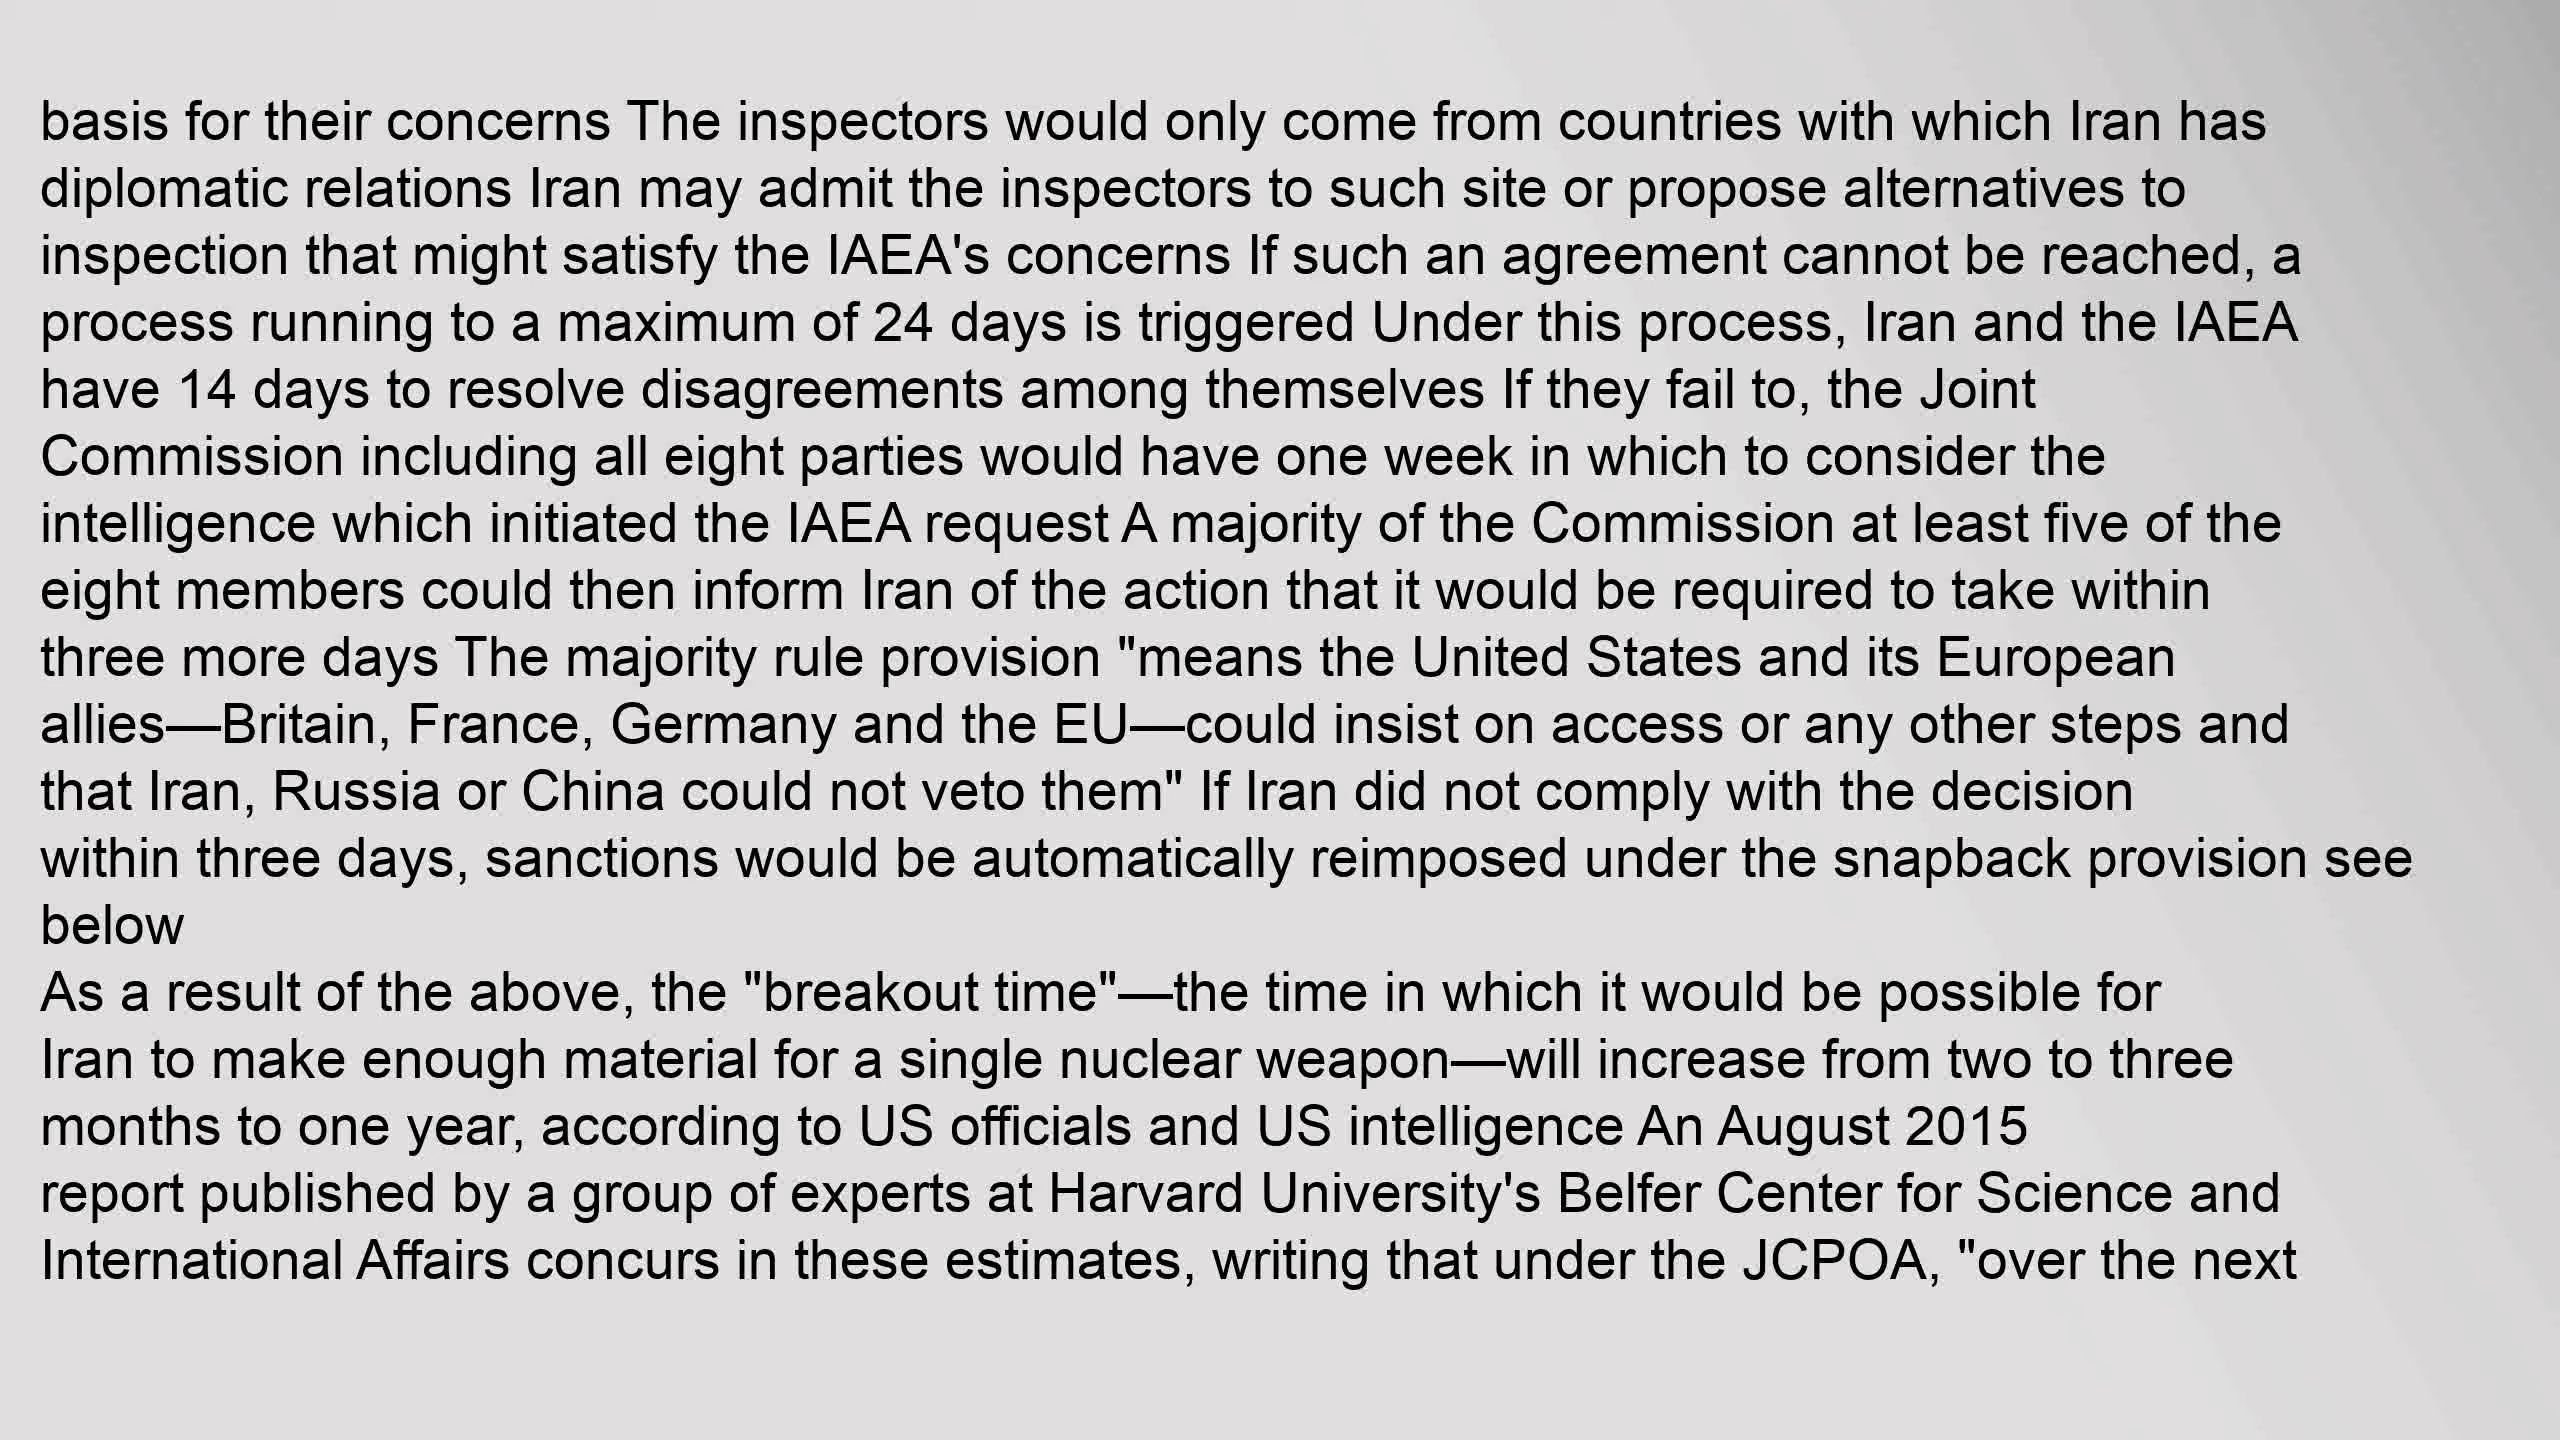 basis for their concerns The inspectors would only come from countries with which Iran has
diplomatic relations Iran may admit the inspectors to such site or propose alternatives to
inspection that might satisfy the IAEA's concerns If such an agreement cannot be reached, a
process running to a maximum of 24 days is triggered Under this process, Iran and the IAEA
have 14 days to resolve disagreements among themselves If they fail to, the Joint
Commission including all eight parties would have one week in which to consider the
intelligence which initiated the IAEA request A majority of the Commission at least five of the
eight members could then inform Iran of the action that it would be required to take within
three more days The majority rule provision "means the United States and its European
allies—Britain, France, Germany and the EU—could insist on access or any other steps and
that Iran, Russia or China could not veto them" If Iran did not comply with the decision
within three days, sanctions would be automatically reimposed under the snapback provision see
below
As a result of the above, the "breakout time"—the time in which it would be possible for
Iran to make enough material for a single nuclear weapon—will increase from two to three
months to one year, according to US officials and US intelligence An August 2015
report published by a group of experts at Harvard University's Belfer Center for Science and
International Affairs concurs in these estimates, writing that under the JCPOA, "over the next